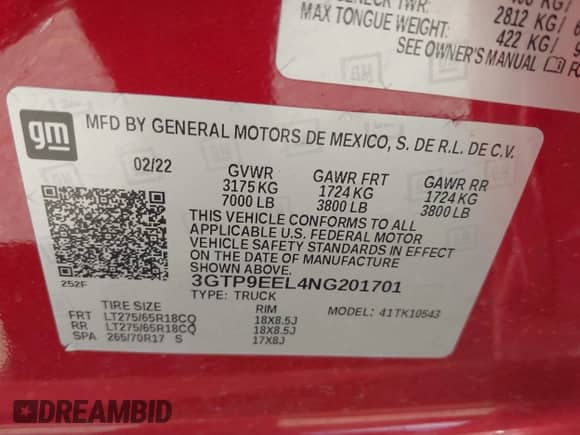 MAX TONGUE WEIGHT:
2812 KG/
422 KG/
SEE OWNER'S MANUAL
gm
MFD BY GENERAL MOTORS DE MEXICO, S. DE R.L. DE C.V.
02/22 GVWR GAWR FRT GAWR RR
3175 KG 1724 KG 1724 KG
7000 LB 3800 LB 3800 LB
THIS VEHICLE CONFORMS TO ALL
APPLICABLE U.S. FEDERAL MOTOR
VEHICLE SAFETY STANDARDS IN EFFECT
ON THE DATE OF MANUFACTURE
SHOWN ABOVE.
252F
3GTP9EEL4NG201701
TYPE: TRUCK
TIRE SIZE RIM MODEL: 41TK10543
FRT LT275/65R18CQ 18X8.5J
RR LT275/65R18CQ 18X8.5J
SPA 265/70R17 S 17X8J
DREAMBID